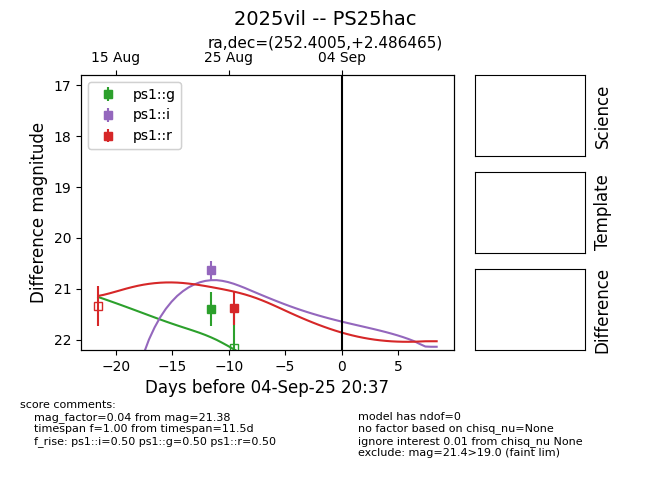 2025vil -- PS25hac
ra,dec=(252.4005,+2.486465)
15 Aug
25 Aug
04 Sep
17
18
19
20
21
22
Difference magnitude
ps1::g
ps1::i
ps1::r
−20
−15
−10
−5
0
5
Days before 04-Sep-25 20:37
Science
Template
Difference
score comments:
mag_factor=0.04 from mag=21.38
timespan f=1.00 from timespan=11.5d
f_rise: ps1::i=0.50 ps1::g=0.50 ps1::r=0.50
model has ndof=0
no factor based on chisq_nu=None
ignore interest 0.01 from chisq_nu None
exclude: mag=21.4>19.0 (faint lim)